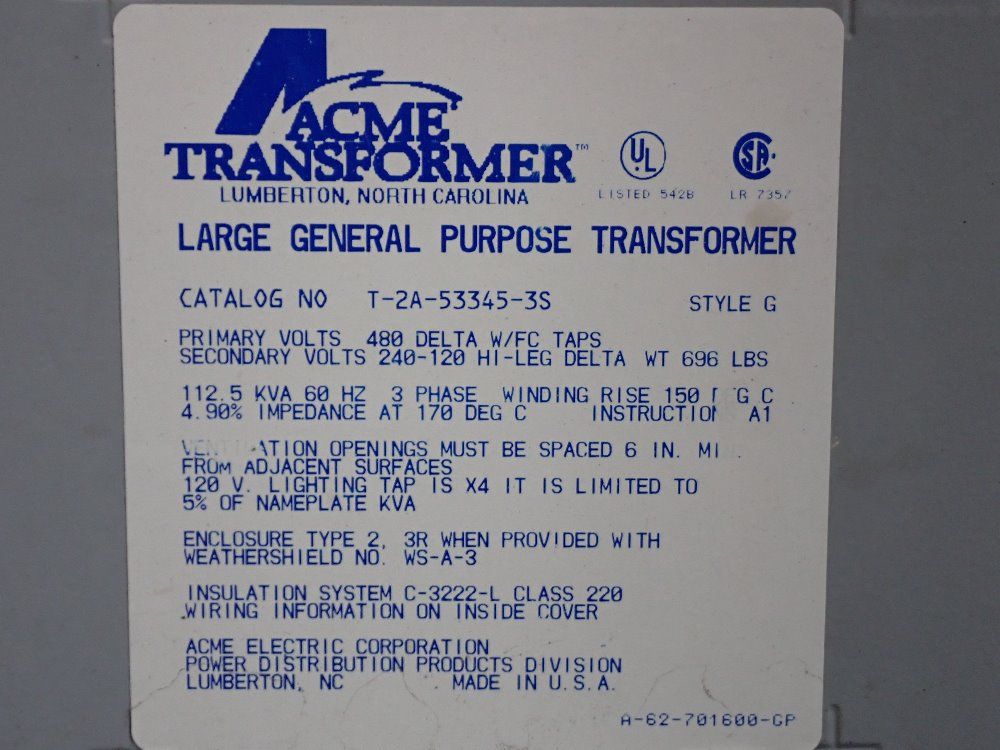 ACME
TRANSFORMER™
LUMBERTON, NORTH CAROLINA
UL
LISTED 542B
SA
LR 7357
LARGE GENERAL PURPOSE TRANSFORMER
CATALOG NO T-2A-53345-3S STYLE G
PRIMARY VOLTS 480 DELTA W/FC TAPS
SECONDARY VOLTS 240-120 HI-LEG DELTA WT 696 LBS
112.5 KVA 60 HZ 3 PHASE WINDING RISE 150 C
4.90% IMPEDANCE AT 170 DEG C INSTRUCTION A1
OPENINGS MUST BE SPACED 6 IN.
FROM ADJACENT SURFACES
120 V. LIGHTING TAP IS X4 IT IS LIMITED TO
5% OF NAMEPLATE KVA
ENCLOSURE TYPE 2, 3R WHEN PROVIDED WITH
WEATHERSHIELD NO. WS-A-3
INSULATION SYSTEM C-3222-L CLASS 220
WIRING INFORMATION ON INSIDE COVER
ACME ELECTRIC CORPORATION
POWER DISTRIBUTION PRODUCTS DIVISION
LUMBERTON, NC MADE IN U.S.A.
A-62-701600-GP